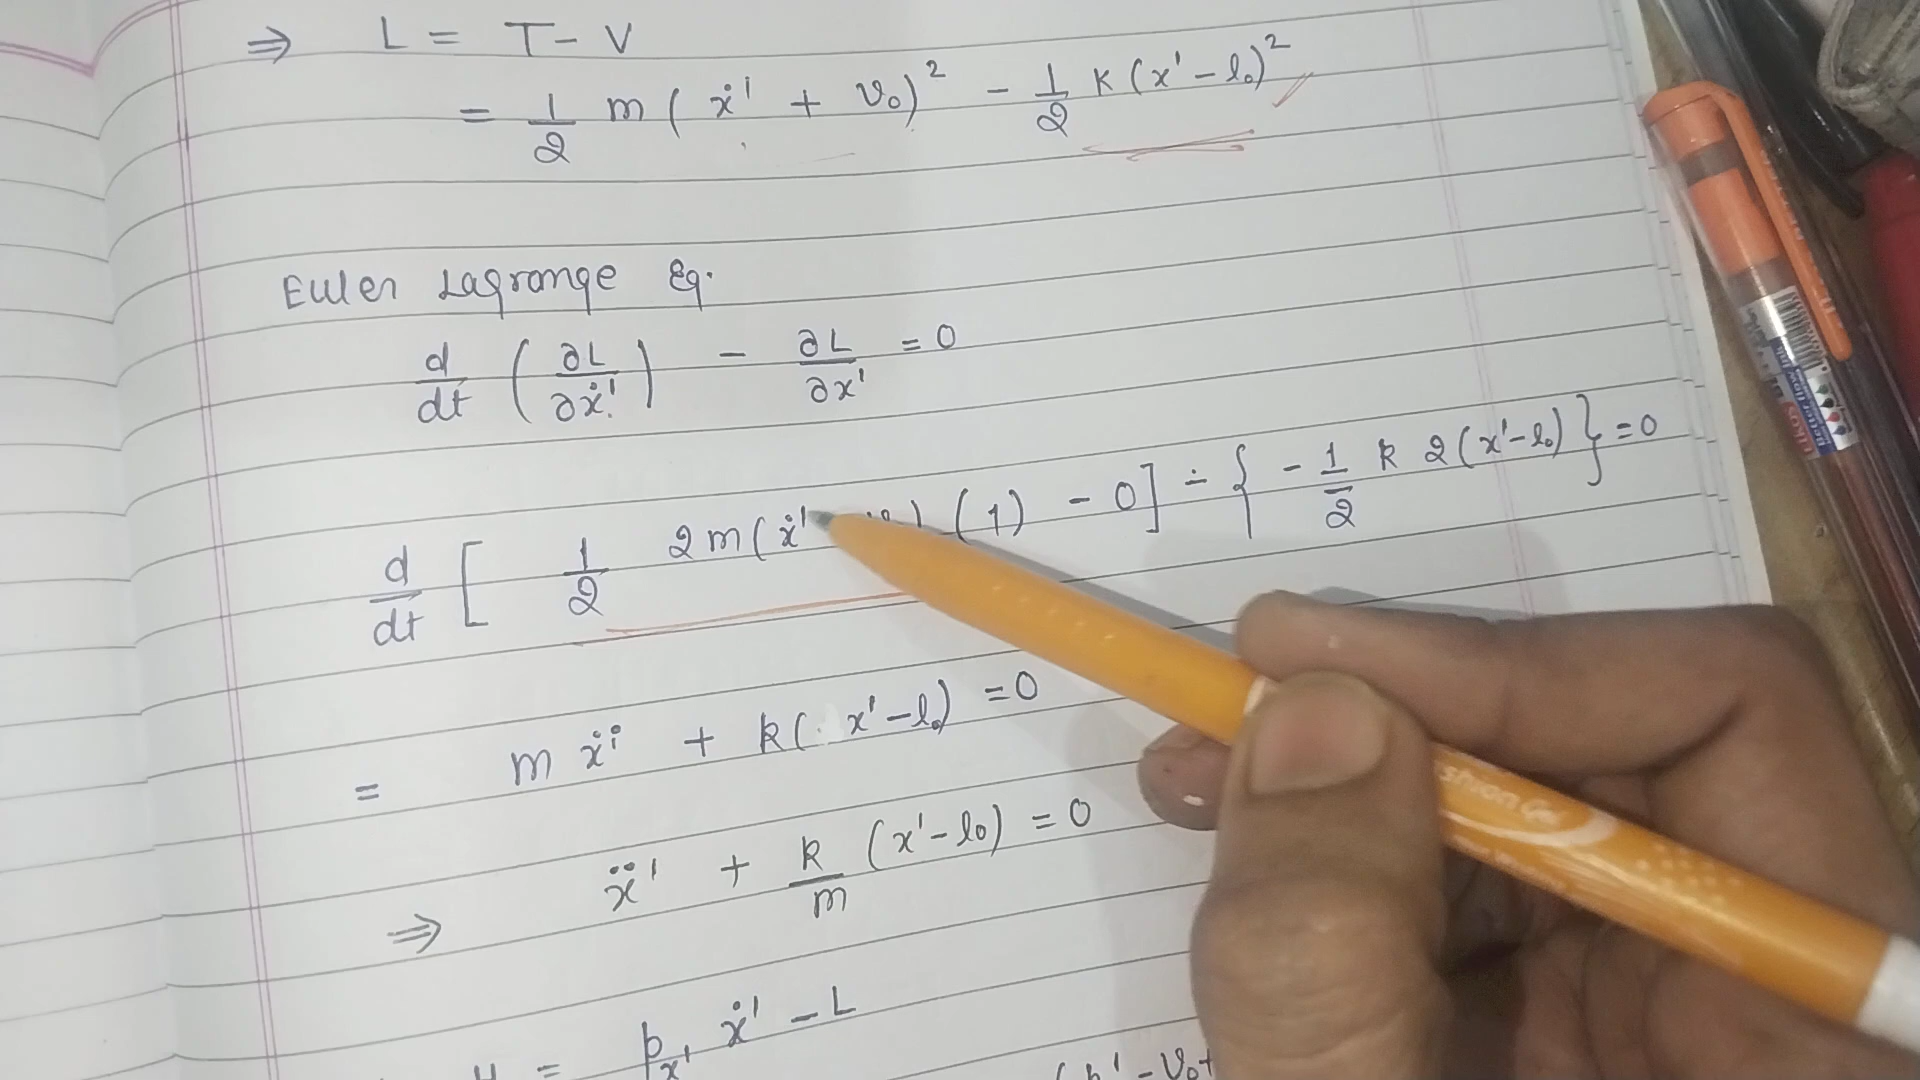 ⇒ L = T - V
= 1/2 m ( ẋ' + v₀)² - 1/2 k (x' - l₀)²
Euler Lagrange Eq.
d/dt (∂L/∂ẋ') - ∂L/∂x' = 0
d/dt [ 1/2 2m(ẋ' (1) - 0] - { - 1/2 k 2(x' - l₀) } = 0
= m ẍ' + k( x' - l₀) = 0
⇒ ẍ' + k/m (x' - l₀) = 0
H = pₓ' ẋ' - L